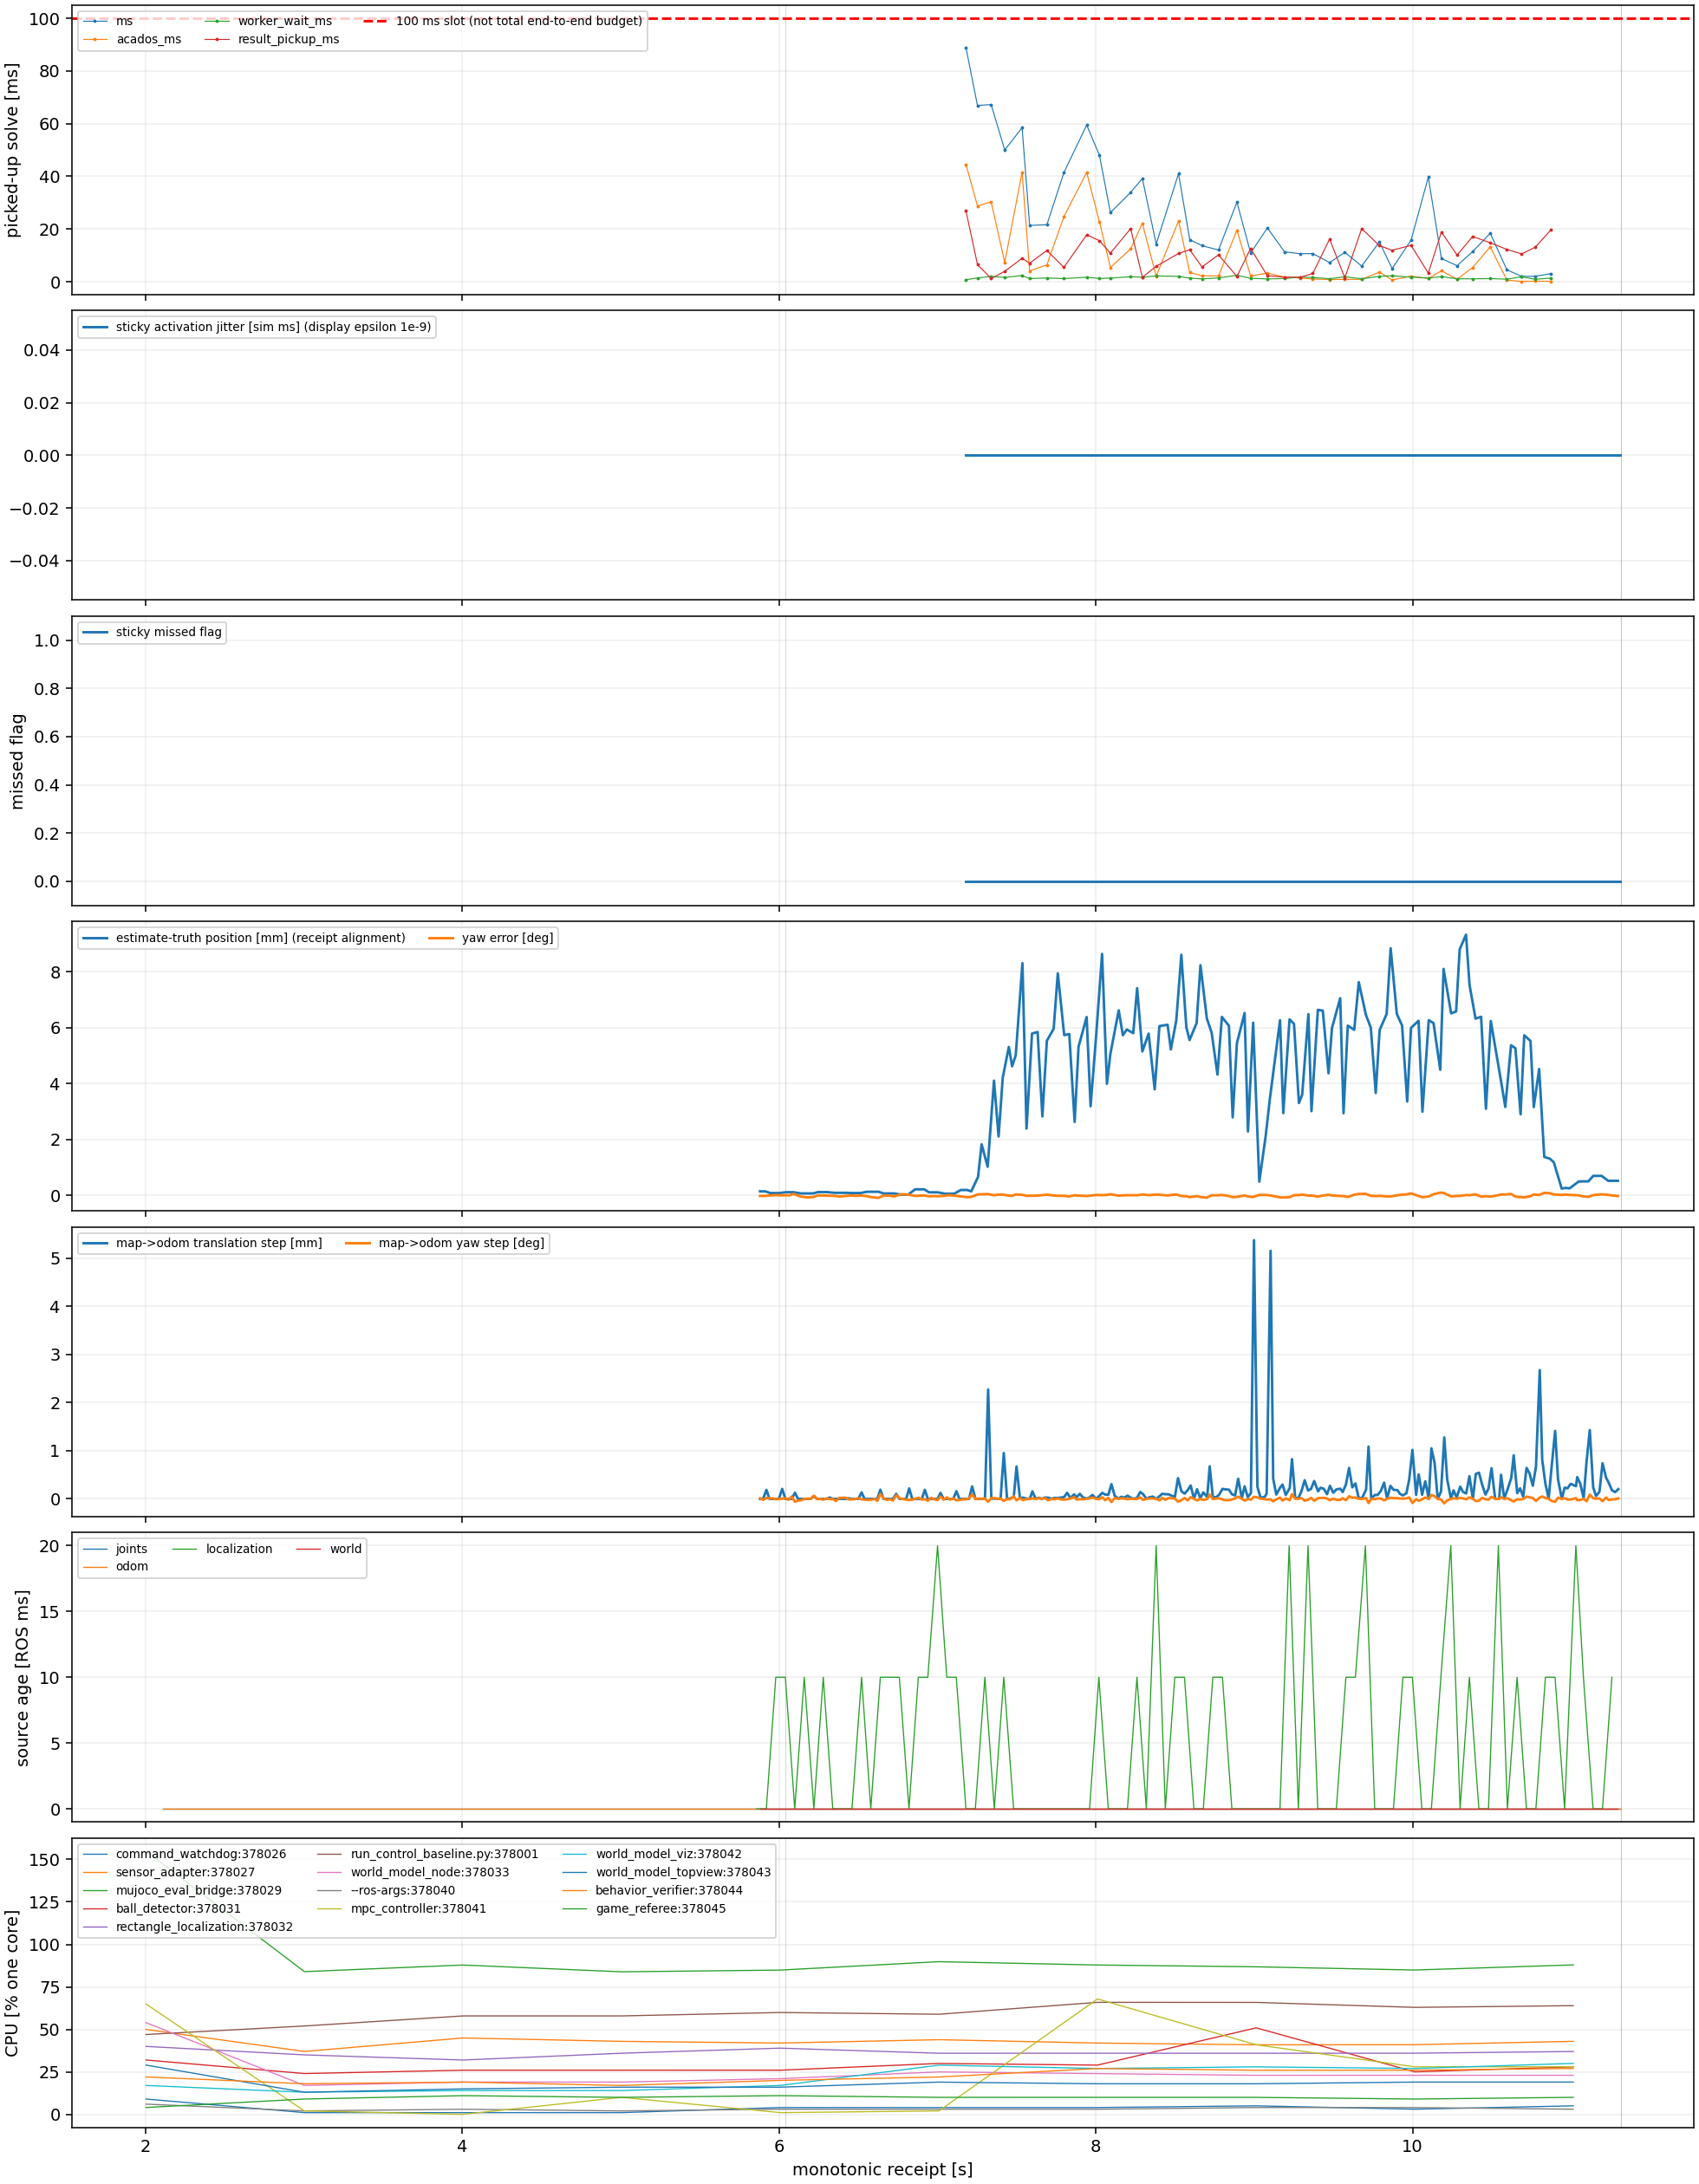 100
80
60
40
20
0
picked-up solve [ms]
ms
acados_ms
worker_wait_ms
result_pickup_ms
100 ms slot (not total end-to-end budget)
0.04
0.02
0.00
−0.02
−0.04
sticky activation jitter [sim ms] (display epsilon 1e-9)
1.0
0.8
0.6
0.4
0.2
0.0
missed flag
sticky missed flag
8
6
4
2
0
estimate-truth position [mm] (receipt alignment)
yaw error [deg]
5
4
3
2
1
0
map->odom translation step [mm]
map->odom yaw step [deg]
20
15
10
5
0
source age [ROS ms]
joints
odom
localization
world
150
125
100
75
50
25
0
CPU [% one core]
command_watchdog:378026
sensor_adapter:378027
mujoco_eval_bridge:378029
ball_detector:378031
rectangle_localization:378032
run_control_baseline.py:378001
world_model_node:378033
--ros-args:378040
mpc_controller:378041
world_model_viz:378042
world_model_topview:378043
behavior_verifier:378044
game_referee:378045
2
4
6
8
10
monotonic receipt [s]